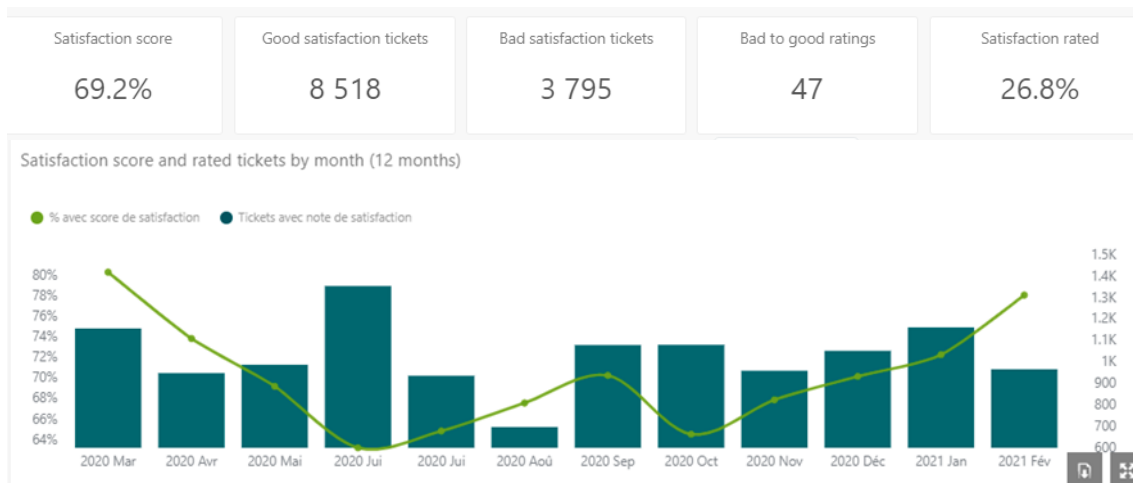 Satisfaction score
Good satisfaction tickets
Bad satisfaction tickets
Bad to good ratings
Satisfaction rated
69.2%
8 518
3 795
47
26.8%
Satisfaction score and rated tickets by month (12 months)
% avec score de satisfaction
Tickets avec note de satisfaction
80%
78%
76%
74%
72%
70%
68%
66%
64%
1.5K
1.4K
1.3K
1.2K
1.1K
1K
900
800
700
600
2020 Mar
2020 Avr
2020 Mai
2020 Jui
2020 Jui
2020 Aoû
2020 Sep
2020 Oct
2020 Nov
2020 Déc
2021 Jan
2021 Fév